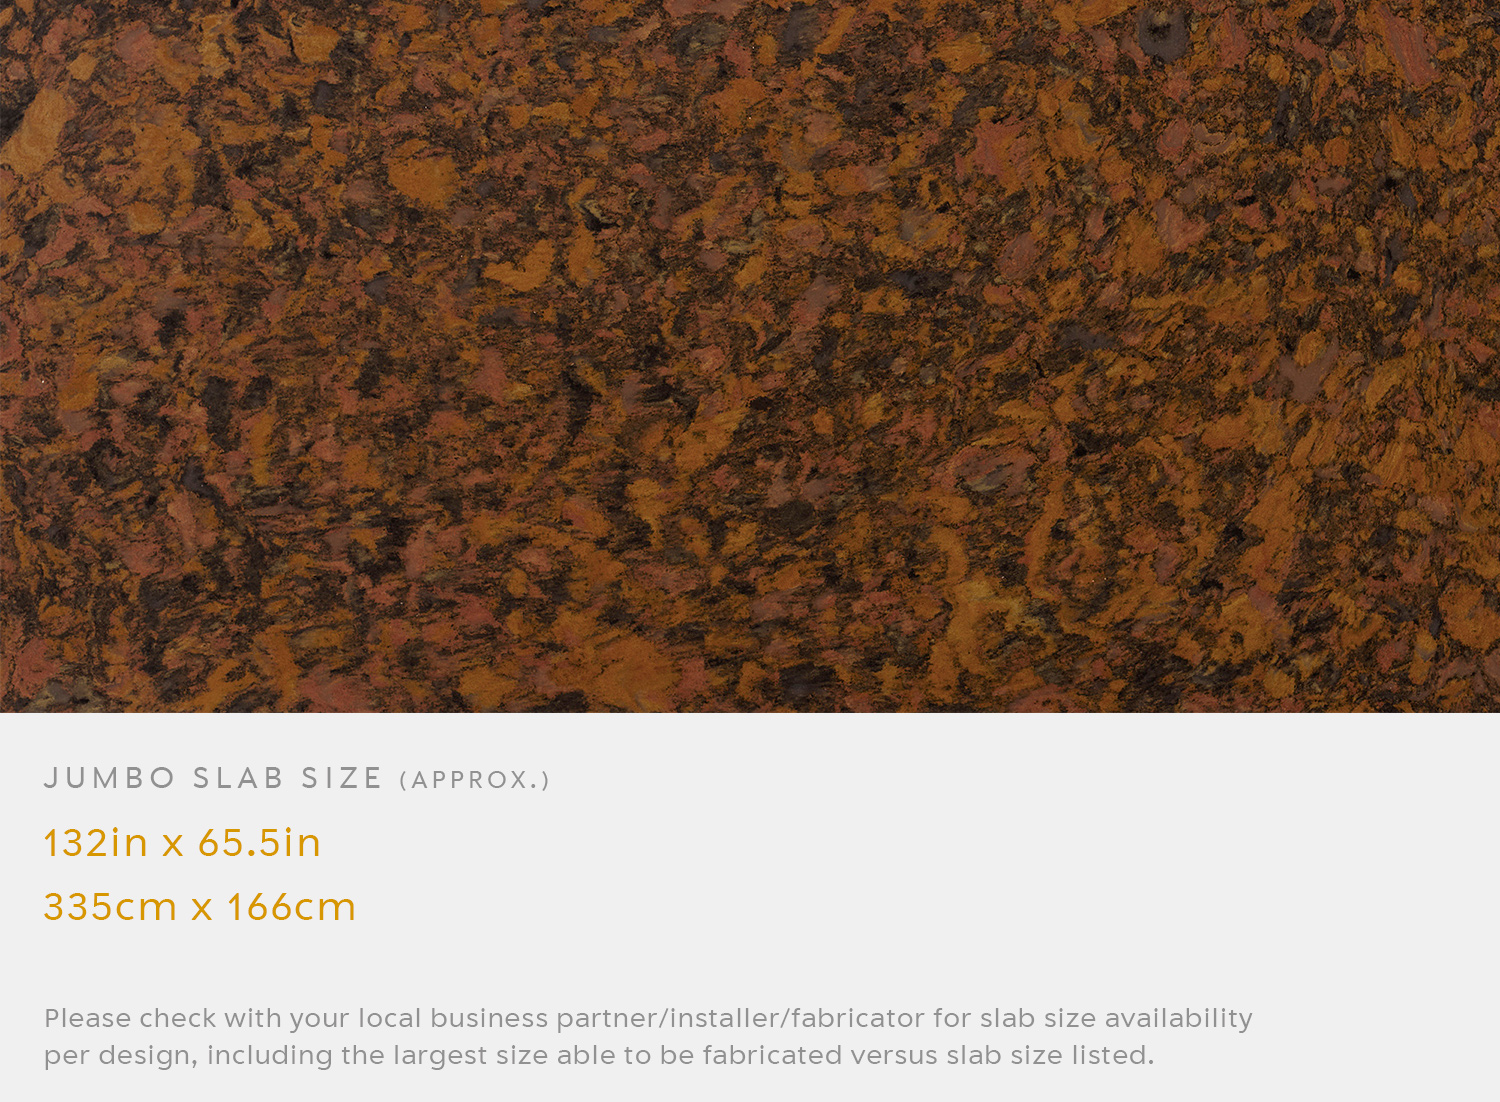 JUMBO SLAB SIZE (APPROX.)
132in x 65.5in
335cm x 166cm
Please check with your local business partner/installer/fabricator for slab size availability
per design, including the largest size able to be fabricated versus slab size listed.